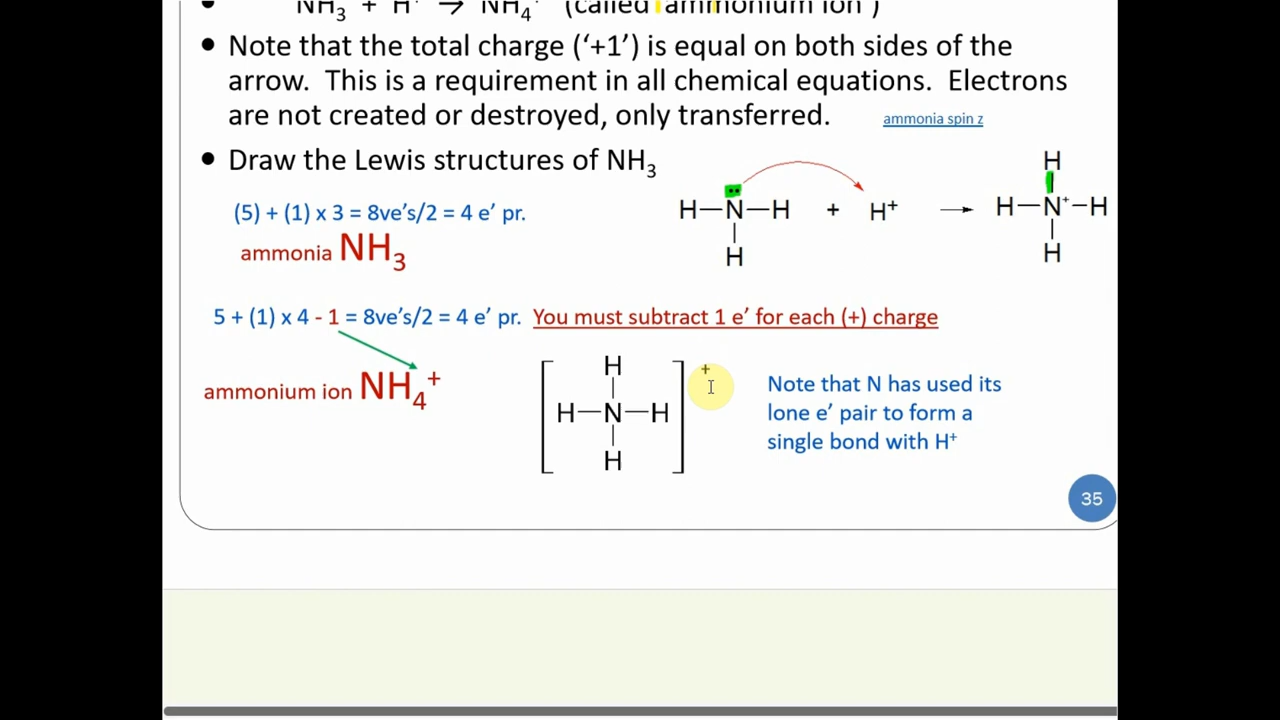 • NH₃ + H⁺ → NH₄⁺ (called 'ammonium ion')
• Note that the total charge (‘+1’) is equal on both sides of the
arrow. This is a requirement in all chemical equations. Electrons
are not created or destroyed, only transferred. ammonia spin z
• Draw the Lewis structures of NH₃
(5) + (1) x 3 = 8ve’s/2 = 4 e’ pr.
ammonia NH₃
H
H—N—H + H⁺ → H—N⁺—H
H H
5 + (1) x 4 - 1 = 8ve’s/2 = 4 e’ pr. You must subtract 1 e’ for each (+) charge
ammonium ion NH₄⁺
H
+
H—N—H
H
Note that N has used its
lone e’ pair to form a
single bond with H⁺
35